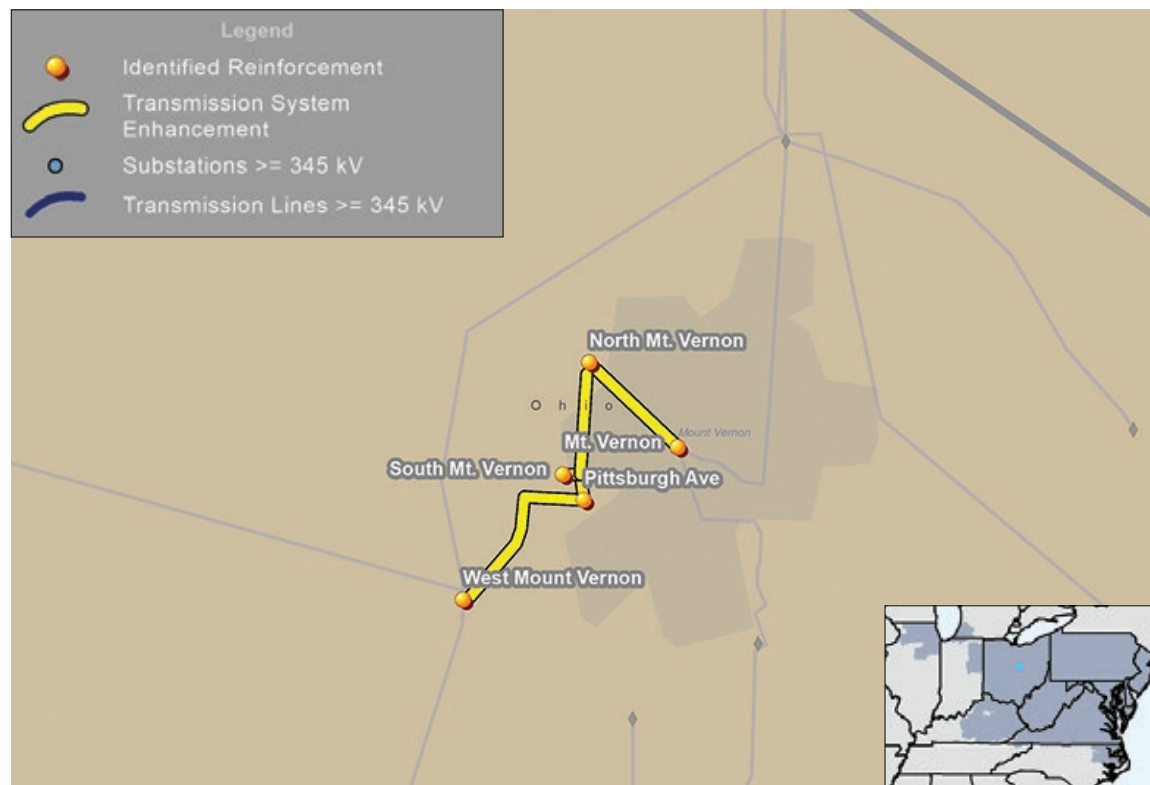 Legend
Identified Reinforcement
Transmission System
Enhancement
Substations >= 345 kV
Transmission Lines >= 345 kV
North Mt. Vernon
Ohio
Mt. Vernon
Mount Vernon
South Mt. Vernon
Pittsburgh Ave
West Mount Vernon